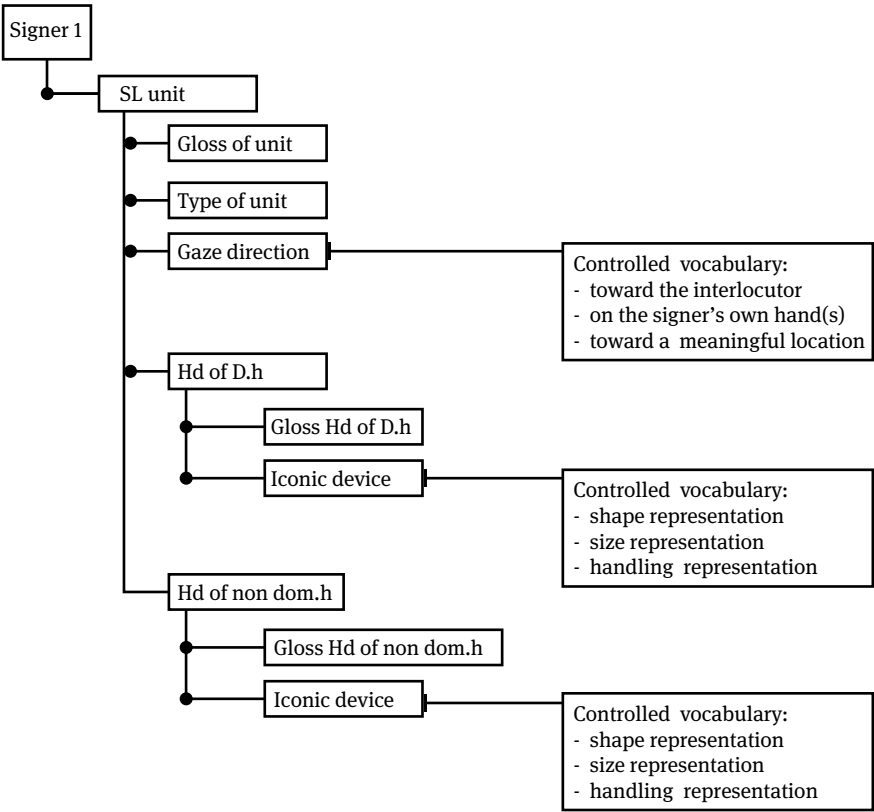 Signer 1
SL unit
Gloss of unit
Type of unit
Gaze direction
Controlled vocabulary:
- toward the interlocutor
- on the signer's own hand(s)
- toward a meaningful location
Hd of D.h
Gloss Hd of D.h
Iconic device
Controlled vocabulary:
- shape representation
- size representation
- handling representation
Hd of non dom.h
Gloss Hd of non dom.h
Iconic device
Controlled vocabulary:
- shape representation
- size representation
- handling representation